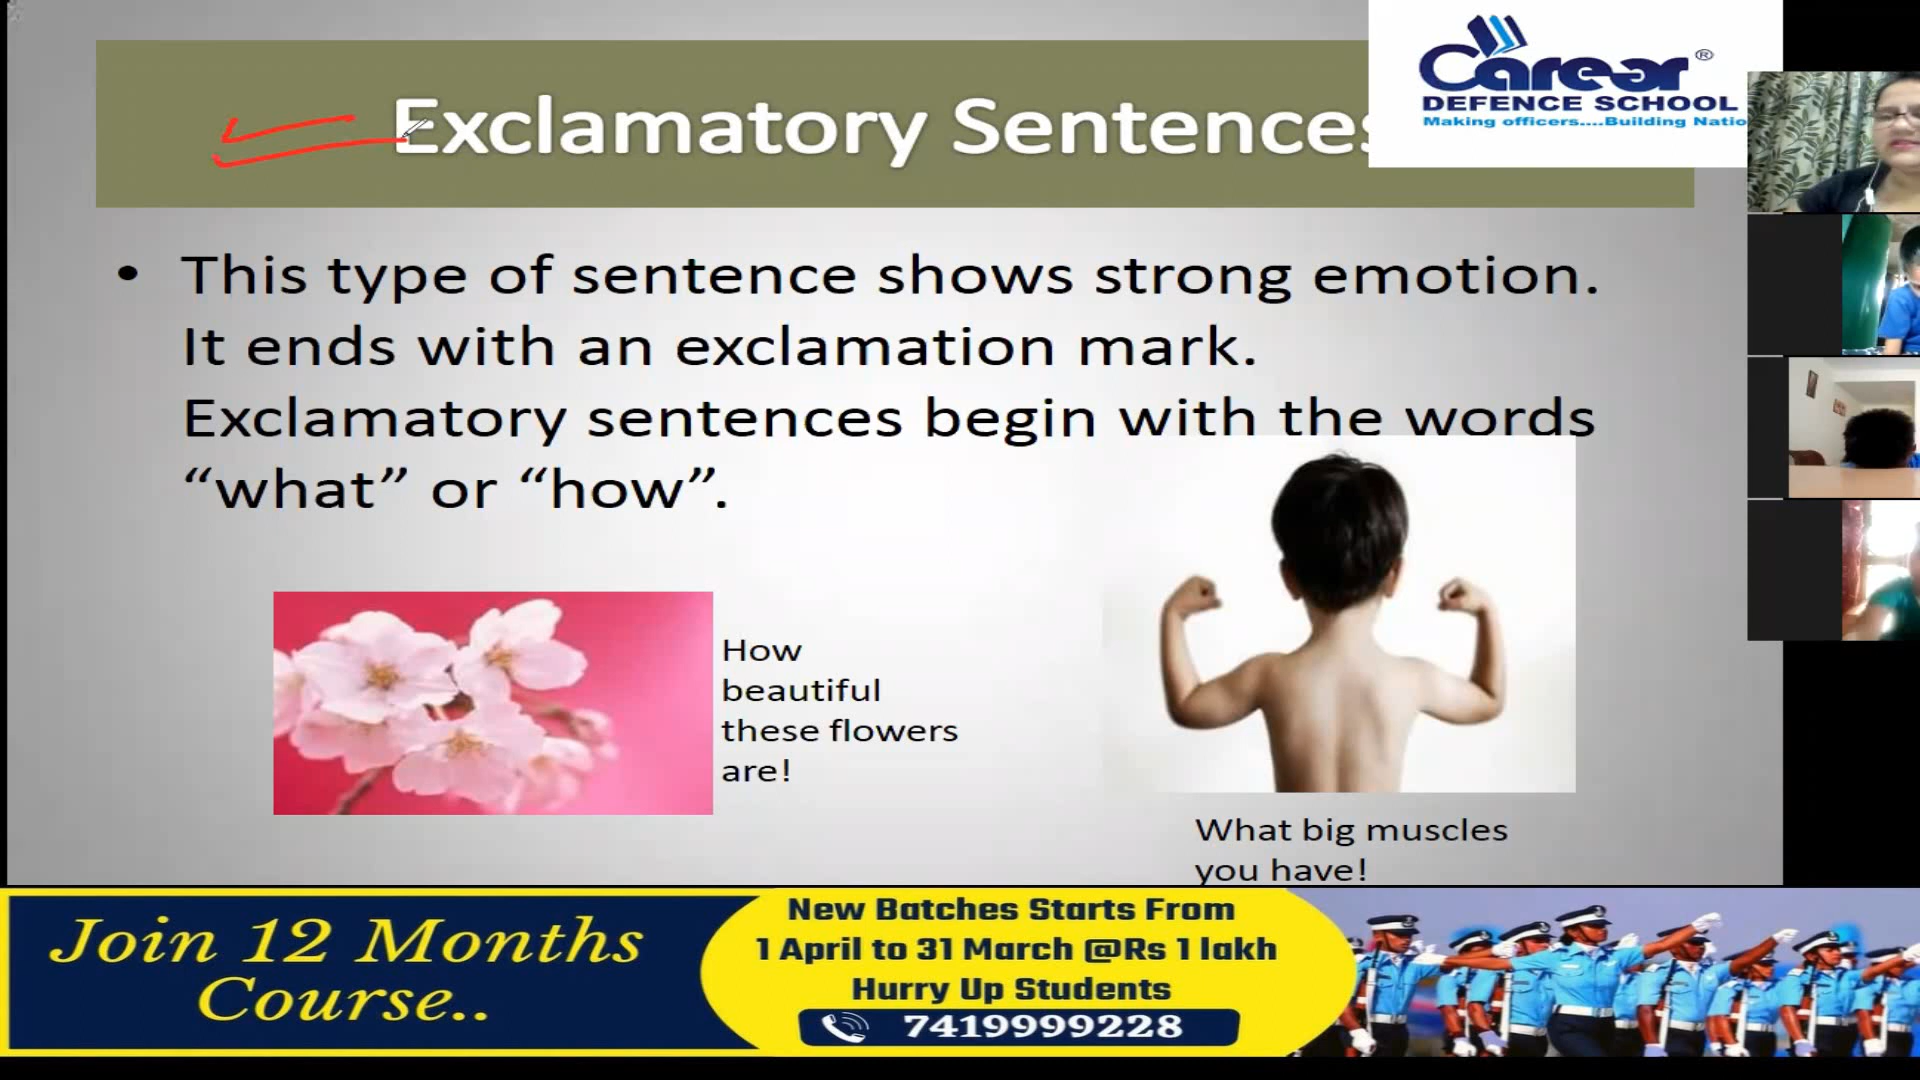 Exclamatory Sentences
Carear ®
DEFENCE SCHOOL
Making officers....Building Natio
• This type of sentence shows strong emotion.
It ends with an exclamation mark.
Exclamatory sentences begin with the words
“what” or “how”.
How
beautiful
these flowers
are!
What big muscles
you have!
Join 12 Months
Course..
New Batches Starts From
1 April to 31 March @Rs 1 lakh
Hurry Up Students
7419999228